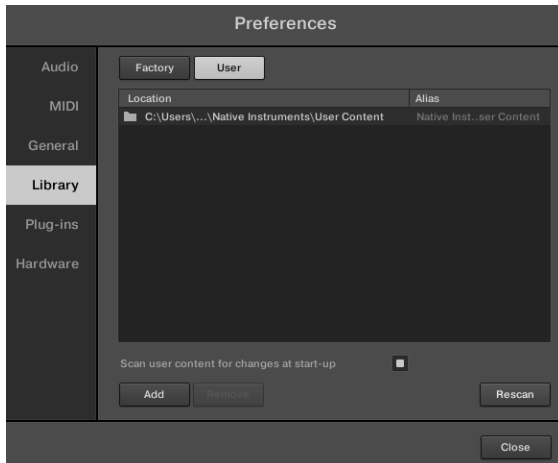 Preferences
Audio
MIDI
General
Library
Plug-ins
Hardware
Factory User
Location Alias
C:\Users\...\Native Instruments\User Content Native Inst..ser Content
Scan user content for changes at start-up
Add Remove Rescan
Close